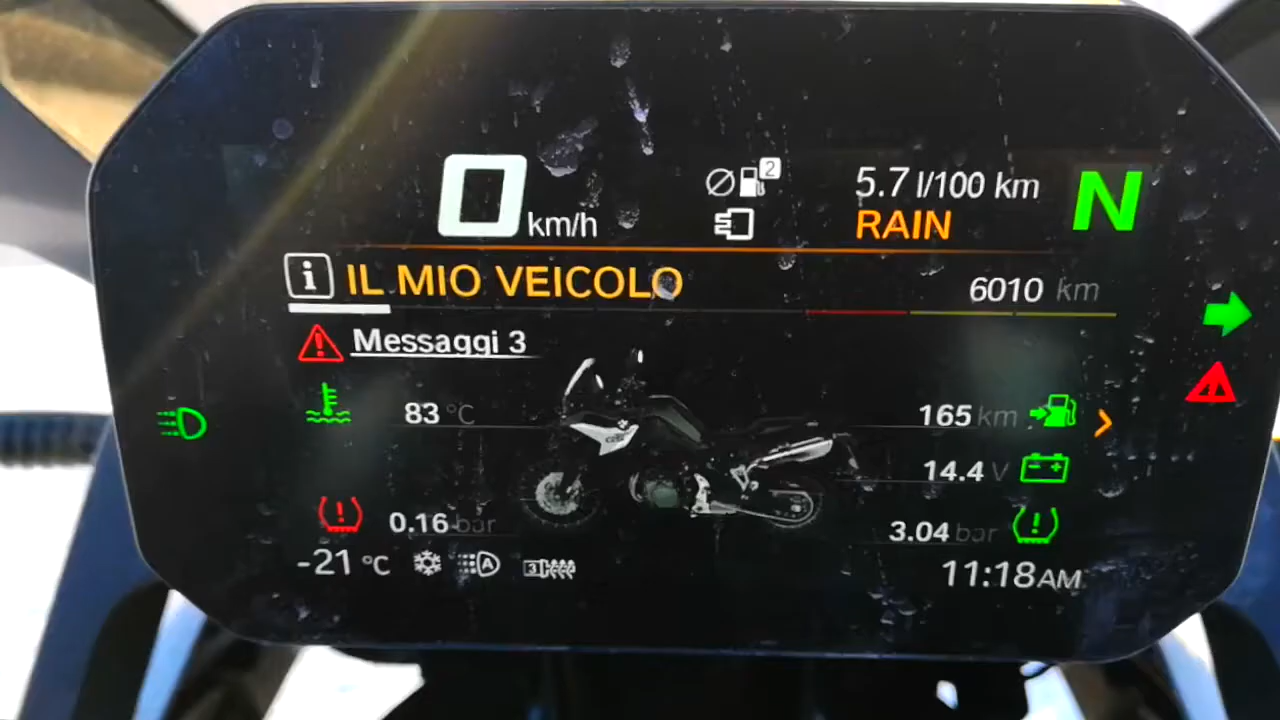 0 km/h 2 5.7 l/100 km N
RAIN
i IL MIO VEICOLO 6010 km
Messaggi 3
83 °C 165 km
14.4 V
0.16 bar 3.04 bar
-21 °C A 3 11:18AM